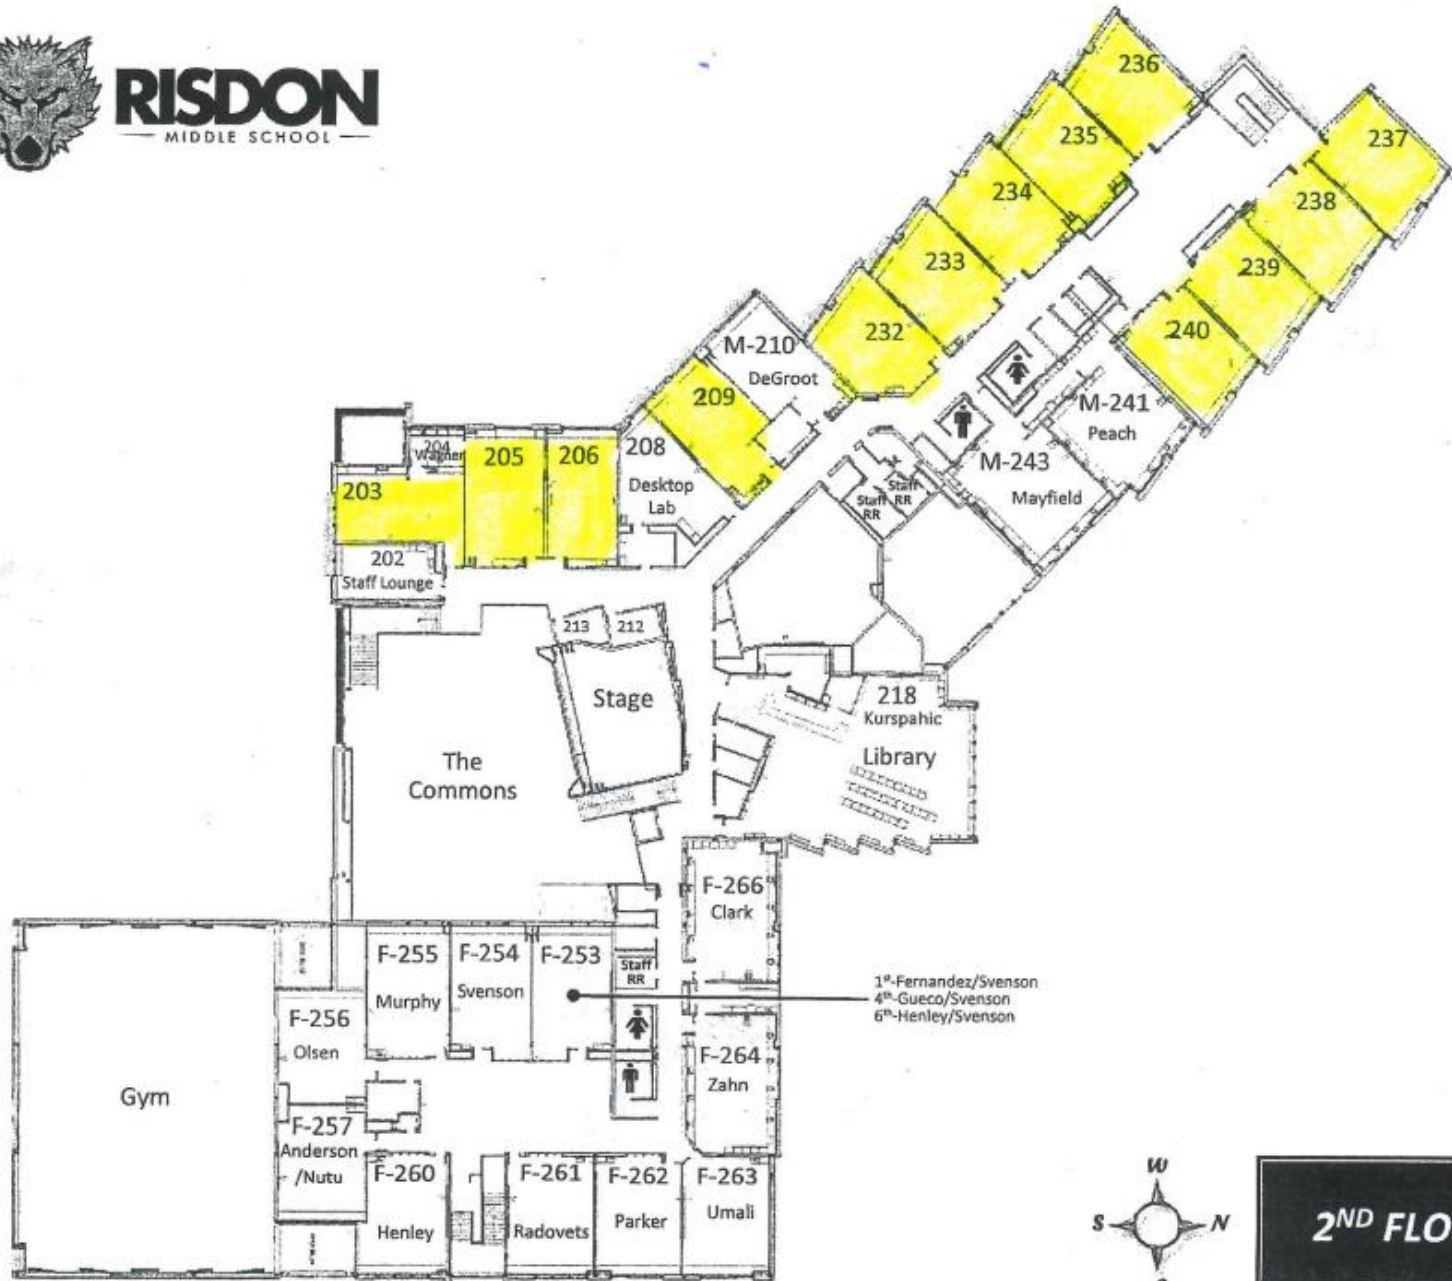 RISDON
MIDDLE SCHOOL
236
235
237
234
238
233
239
232
240
M-210
DeGroot
209
M-241
Peach
M-243
Mayfield
204
Wagner
205
206
208
Desktop
Lab
203
Staff
RR
Staff
RR
202
Staff Lounge
213
212
Stage
218
Kurspahic
Library
The
Commons
F-266
Clark
F-255
Murphy
F-254
Svenson
F-253
Staff
RR
1st-Fernandez/Svenson
4th-Gueco/Svenson
6th-Henley/Svenson
F-256
Olsen
F-264
Zahn
Gym
F-257
Anderson
/Nutu
F-260
Henley
F-261
Radovets
F-262
Parker
F-263
Umali
W
S
N
2ND FLO